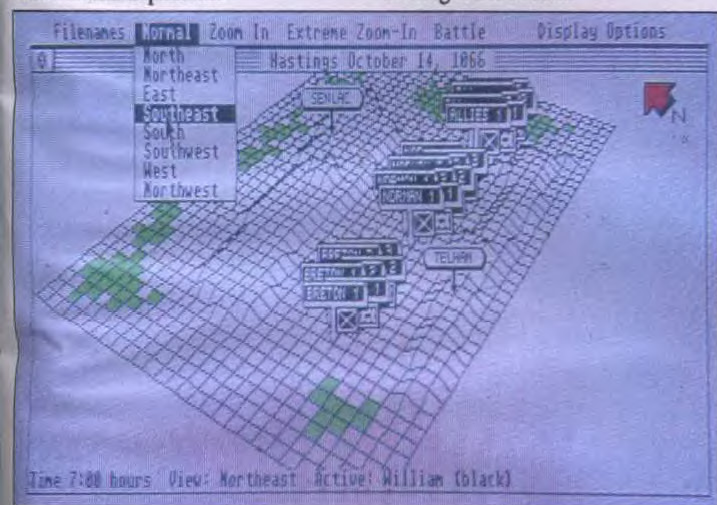 Filenames Normal Zoom In Extreme Zoom-In Battle Display Options
Hastings October 14, 1066
North
Northeast
East
Southeast
South
Southwest
West
Northwest
SENLAC
ALLIES 1
N
NORMAN 1 1
TELHAM
BRETON 1
Time 7:00 hours View: Northeast Active: William (black)